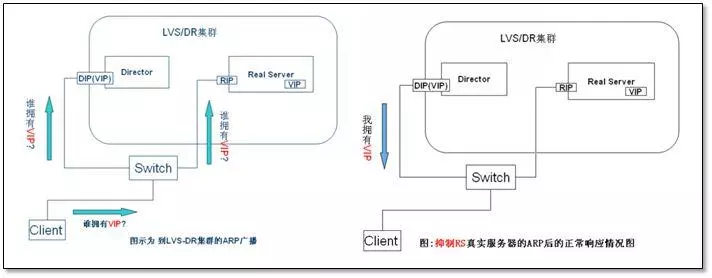 LVS/DR集群
DIP(VIP)
Director
RIP
Real Server
VIP
谁拥有VIP?
谁拥有VIP?
Switch
Client
谁拥有VIP?
图示为 到LVS-DR集群的ARP广播
LVS/DR集群
DIP(VIP)
Director
RIP
Real Server
VIP
我拥有VIP
Switch
Client
图:抑制RS真实服务器的ARP后的正常响应情况图